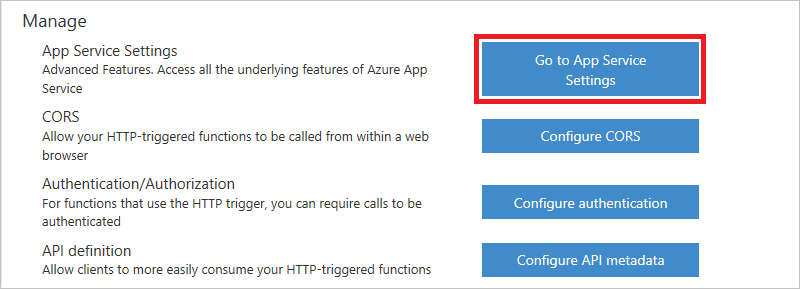 Manage
App Service Settings
Advanced Features. Access all the underlying features of Azure App
Service
Go to App Service
Settings
CORS
Allow your HTTP-triggered functions to be called from within a web
browser
Configure CORS
Authentication/Authorization
For functions that use the HTTP trigger, you can require calls to be
authenticated
Configure authentication
API definition
Allow clients to more easily consume your HTTP-triggered functions
Configure API metadata